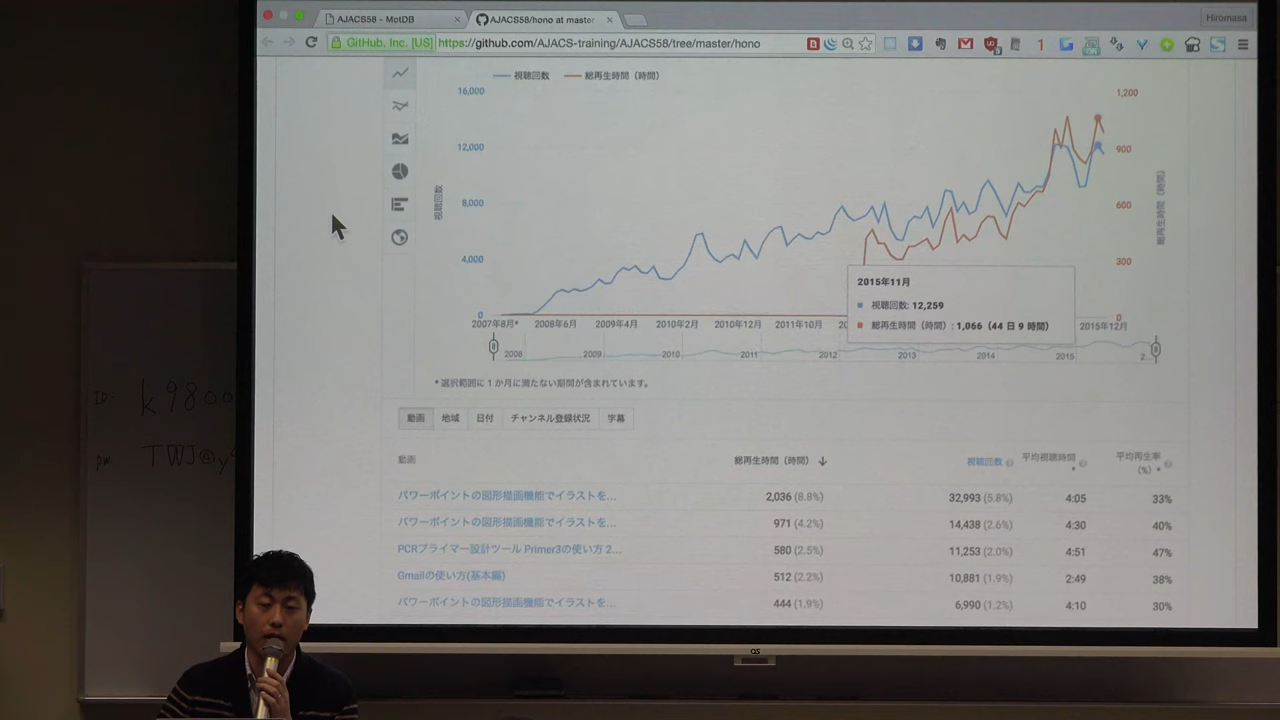 AJACS58 - MotDB
AJACS58/hono at master
Hiromasa
GitHub, Inc. [US]
https://github.com/AJACS-training/AJACS58/tree/master/hono
視聴回数
総再生時間（時間）
16,000
12,000
8,000
4,000
0
視聴回数
1,200
900
600
300
0
総再生時間（時間）
2015年11月
視聴回数: 12,259
総再生時間（時間）: 1,066（44 日 9 時間）
2007年8月* 2008年6月 2009年4月 2010年2月 2010年12月 2011年10月 2015年12月
2008 2009 2010 2011 2012 2013 2014 2015 2...
* 選択範囲に 1 か月に満たない期間が含まれています。
動画 地域 日付 チャンネル登録状況 字幕
動画 総再生時間（時間） 視聴回数 平均視聴時間 * 平均再生率 (%) *
パワーポイントの図形描画機能でイラストを... 2,036 (8.8%) 32,993 (5.8%) 4:05 33%
パワーポイントの図形描画機能でイラストを... 971 (4.2%) 14,438 (2.6%) 4:30 40%
PCRプライマー設計ツール Primer3の使い方 2... 580 (2.5%) 11,253 (2.0%) 4:51 47%
Gmailの使い方(基本編) 512 (2.2%) 10,881 (1.9%) 2:49 38%
パワーポイントの図形描画機能でイラストを... 444 (1.9%) 6,990 (1.2%) 4:10 30%
ID: k9800
pw: TWJ@y
OS